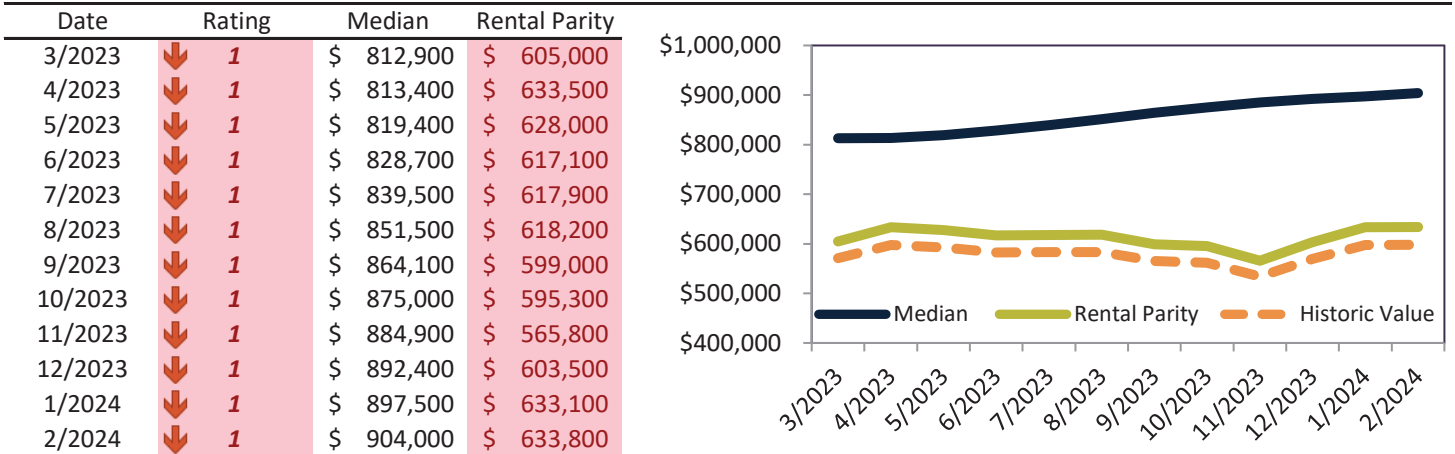 Date Rating Median Rental Parity
3/2023 1 $ 812,900 $ 605,000
4/2023 1 $ 813,400 $ 633,500
5/2023 1 $ 819,400 $ 628,000
6/2023 1 $ 828,700 $ 617,100
7/2023 1 $ 839,500 $ 617,900
8/2023 1 $ 851,500 $ 618,200
9/2023 1 $ 864,100 $ 599,000
10/2023 1 $ 875,000 $ 595,300
11/2023 1 $ 884,900 $ 565,800
12/2023 1 $ 892,400 $ 603,500
1/2024 1 $ 897,500 $ 633,100
2/2024 1 $ 904,000 $ 633,800
$1,000,000
$900,000
$800,000
$700,000
$600,000
$500,000
$400,000
Median Rental Parity Historic Value
3/2023 4/2023 5/2023 6/2023 7/2023 8/2023 9/2023 10/2023 11/2023 12/2023 1/2024 2/2024